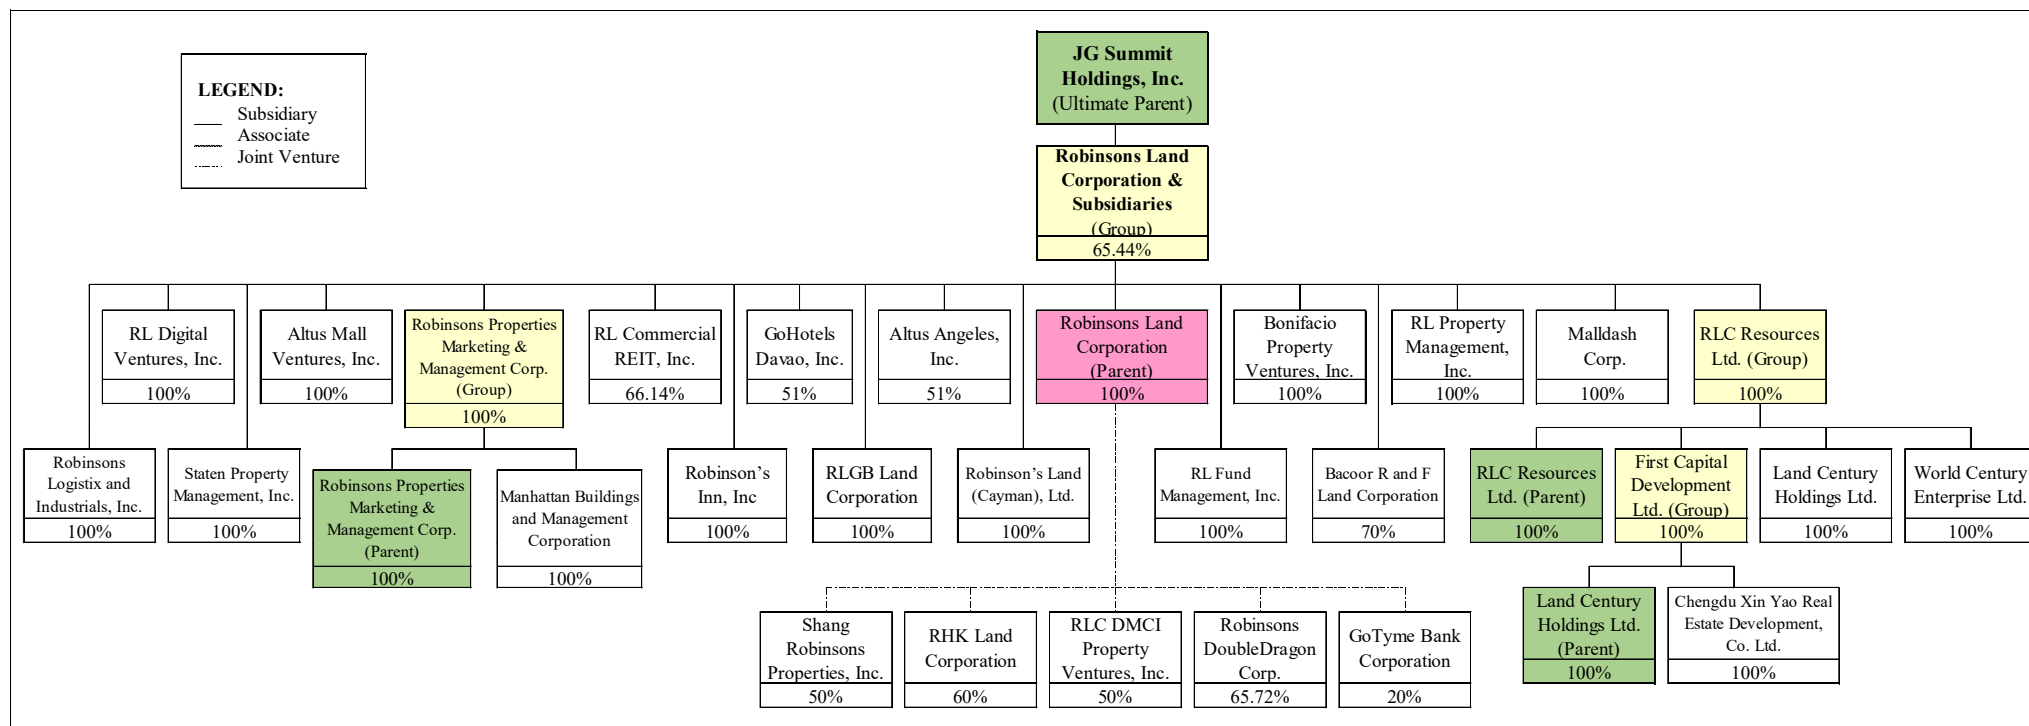 JG Summit
Holdings, Inc.
(Ultimate Parent)
LEGEND:
Subsidiary
Associate
Joint Venture
Robinsons Land
Corporation &
Subsidiaries
(Group)
65.44%
RL Digital
Ventures, Inc.
100%
Altus Mall
Ventures, Inc.
100%
Robinsons Properties
Marketing &
Management Corp.
(Group)
100%
RL Commercial
REIT, Inc.
66.14%
GoHotels
Davao, Inc.
51%
Altus Angeles,
Inc.
51%
Robinsons Land
Corporation
(Parent)
100%
Bonifacio
Property
Ventures, Inc.
100%
RL Property
Management,
Inc.
100%
Malldash
Corp.
100%
RLC Resources
Ltd. (Group)
100%
Robinsons
Logistix and
Industrials, Inc.
100%
Staten Property
Management, Inc.
100%
Robinsons Properties
Marketing &
Management Corp.
(Parent)
100%
Manhattan Buildings
and Management
Corporation
100%
Robinson’s
Inn, Inc
100%
RLGB Land
Corporation
100%
Robinson’s Land
(Cayman), Ltd.
100%
RL Fund
Management, Inc.
100%
Bacoor R and F
Land Corporation
70%
RLC Resources
Ltd. (Parent)
100%
First Capital
Development
Ltd. (Group)
100%
Land Century
Holdings Ltd.
100%
World Century
Enterprise Ltd.
100%
Shang
Robinsons
Properties, Inc.
50%
RHK Land
Corporation
60%
RLC DMCI
Property
Ventures, Inc.
50%
Robinsons
DoubleDragon
Corp.
65.72%
GoTyme Bank
Corporation
20%
Land Century
Holdings Ltd.
(Parent)
100%
Chengdu Xin Yao Real
Estate Development,
Co. Ltd.
100%